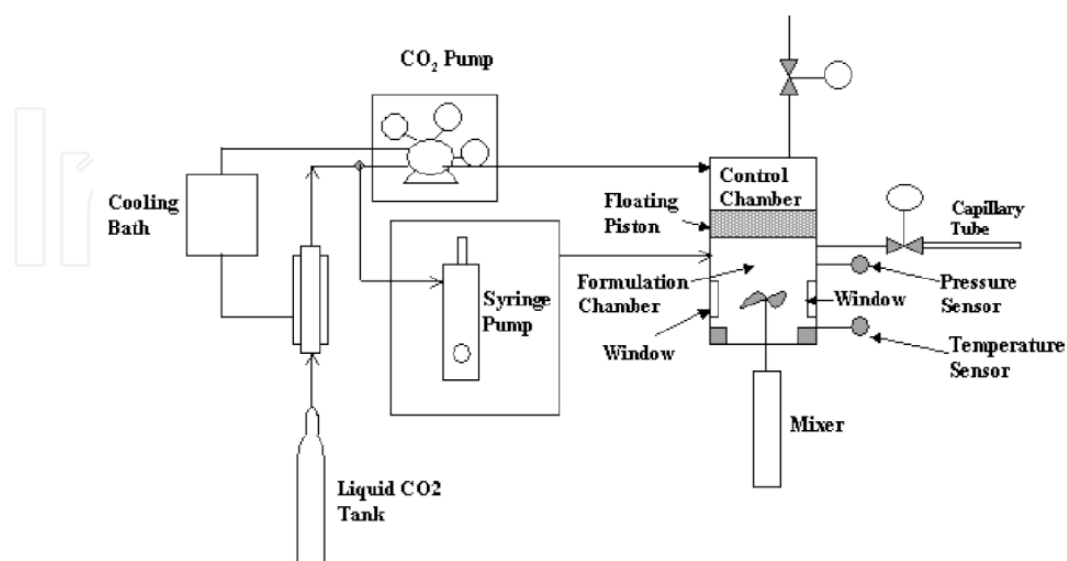 CO₂ Pump
Cooling
Bath
Control
Chamber
Floating
Piston
Capillary
Tube
Formulation
Chamber
Syringe
Pump
Window
Pressure
Sensor
Window
Temperature
Sensor
Mixer
Liquid CO2
Tank